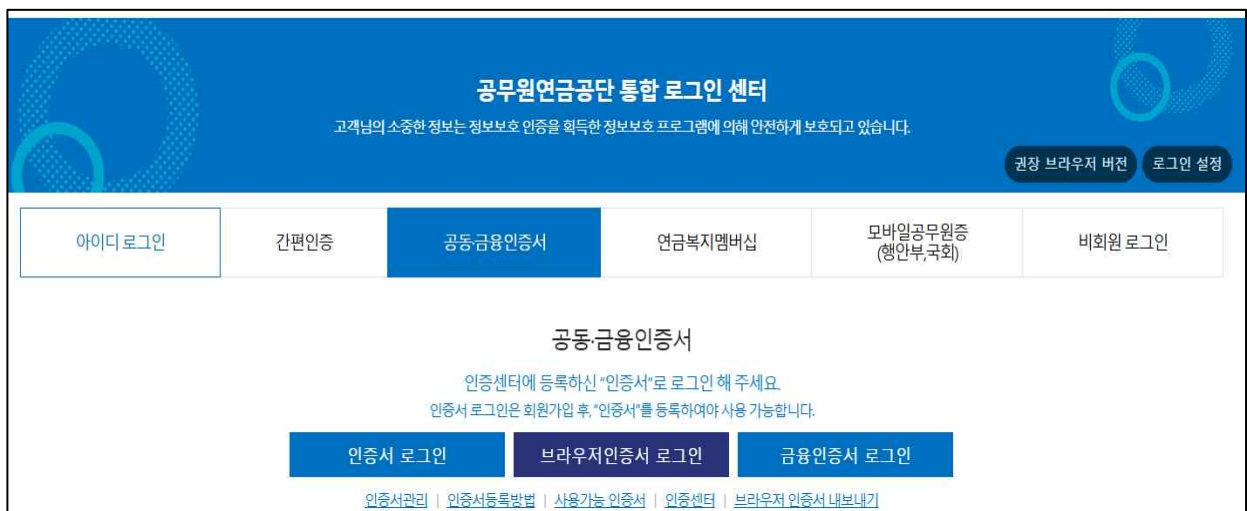 공무원연금공단 통합 로그인 센터
고객님의 소중한 정보는 정보보호 인증을 획득한 정보보호 프로그램에 의해 안전하게 보호되고 있습니다.
권장 브라우저 버전 로그인 설정
아이디 로그인 간편인증 공동·금융인증서 연금복지멤버십 모바일공무원증 비회원 로그인
(행안부,국회)
공동·금융인증서
인증센터에 등록하신 "인증서"로 로그인 해 주세요.
인증서 로그인은 회원가입 후, "인증서"를 등록하여야 사용 가능합니다.
인증서 로그인 브라우저인증서 로그인 금융인증서 로그인
인증서관리 | 인증서등록방법 | 사용가능 인증서 | 인증센터 | 브라우저 인증서 내보내기